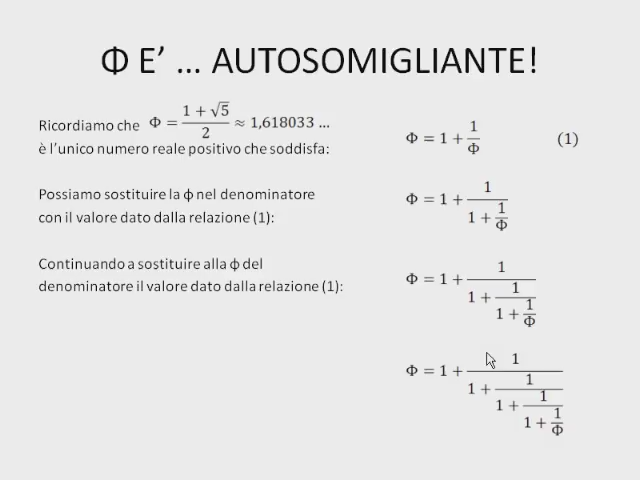 Φ E' ... AUTOSOMIGLIANTE!
Ricordiamo che Φ = (1 + √5)/2 ≈ 1,618033 ...
è l'unico numero reale positivo che soddisfa:
Φ = 1 + 1/Φ (1)
Possiamo sostituire la φ nel denominatore
con il valore dato dalla relazione (1):
Φ = 1 + 1/(1 + 1/Φ)
Continuando a sostituire alla φ del
denominatore il valore dato dalla relazione (1):
Φ = 1 + 1/(1 + 1/(1 + 1/Φ))
Φ = 1 + 1/(1 + 1/(1 + 1/(1 + 1/Φ)))